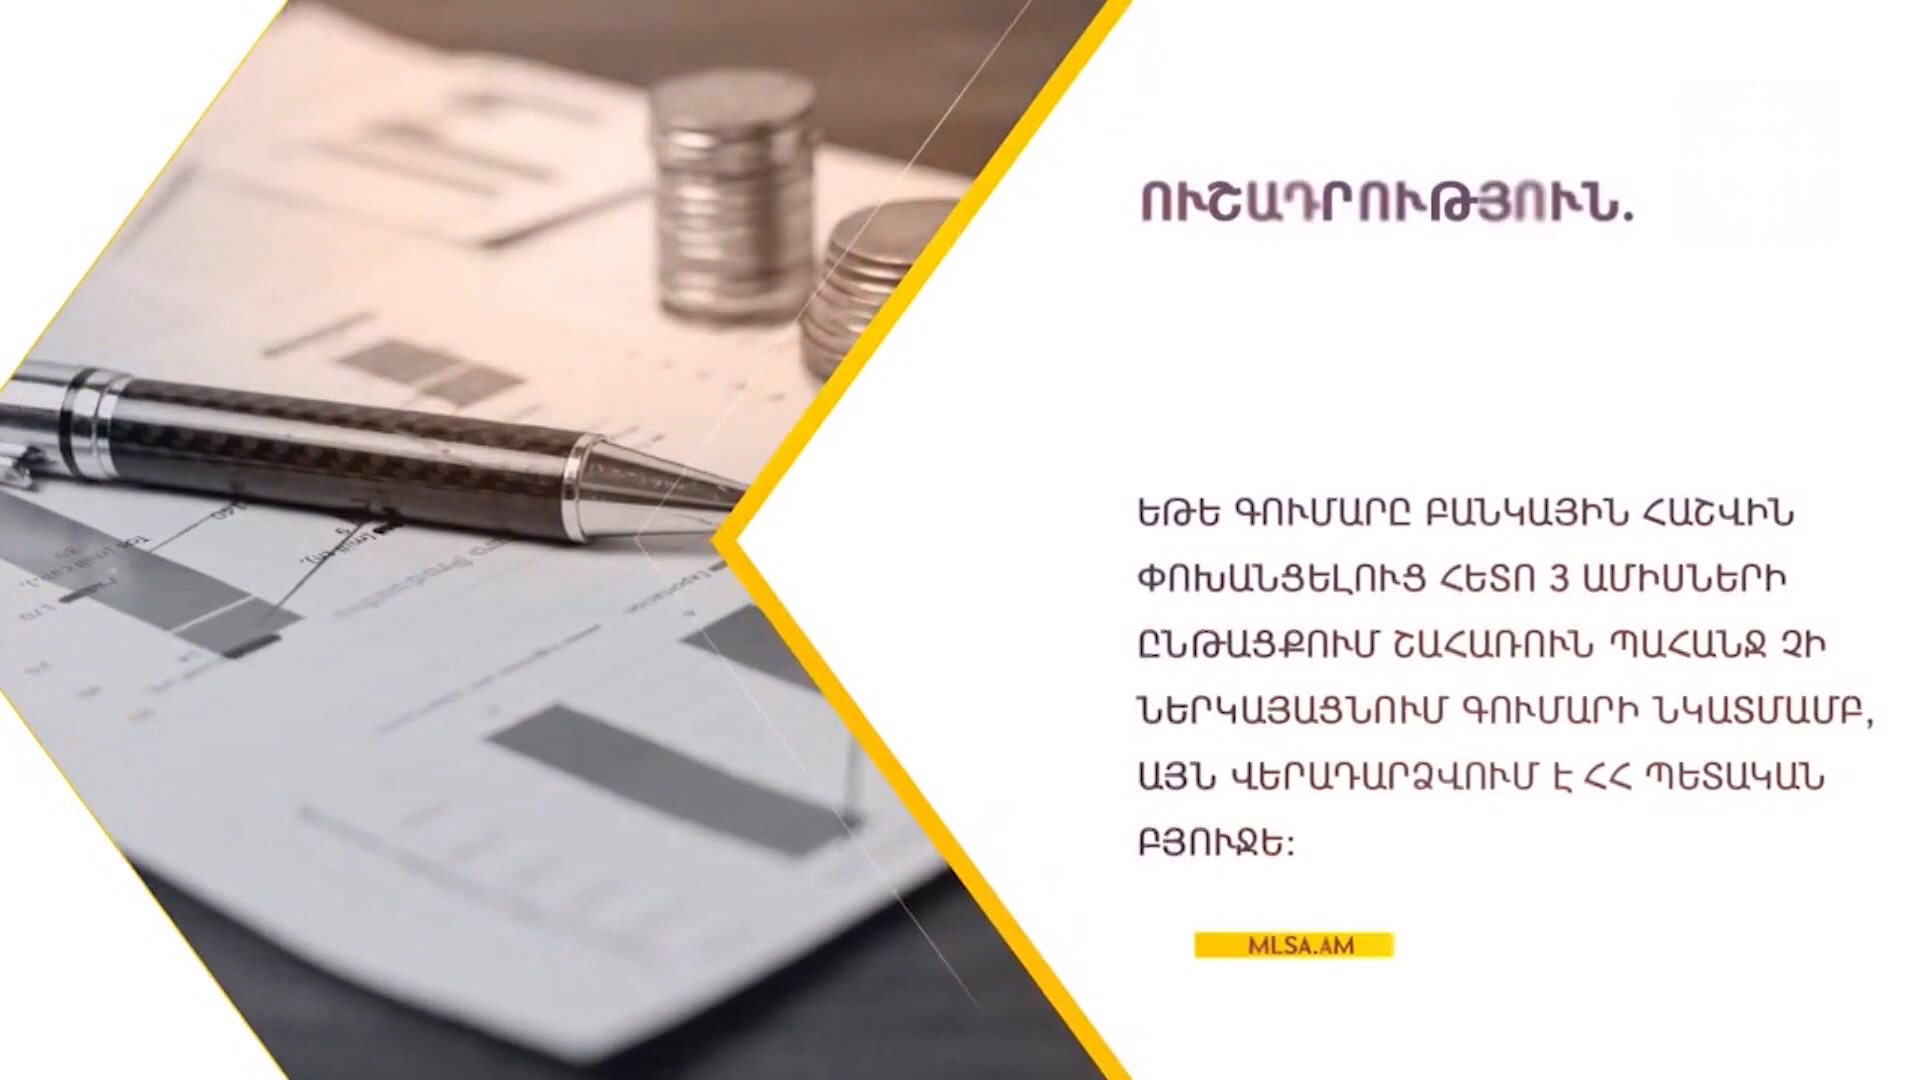 ՈՒՇԱԴՐՈՒԹՅՈՒՆ.
ԵԹԵ ԳՈՒՄԱՐԸ ԲԱՆԿԱՅԻՆ ՀԱՇՎԻՆ
ՓՈԽԱՆՑԵԼՈՒՑ ՀԵՏՈ 3 ԱՄԻՍՆԵՐԻ
ԸՆԹԱՑՔՈՒՄ ՇԱՀԱՌՈՒՆ ՊԱՀԱՆՋ ՉԻ
ՆԵՐԿԱՅԱՑՆՈՒՄ ԳՈՒՄԱՐԻ ՆԿԱՏՄԱՄԲ,
ԱՅՆ ՎԵՐԱԴԱՐՁՎՈՒՄ Է ՀՀ ՊԵՏԱԿԱՆ
ԲՅՈՒՋԵ:
MLSA.AM